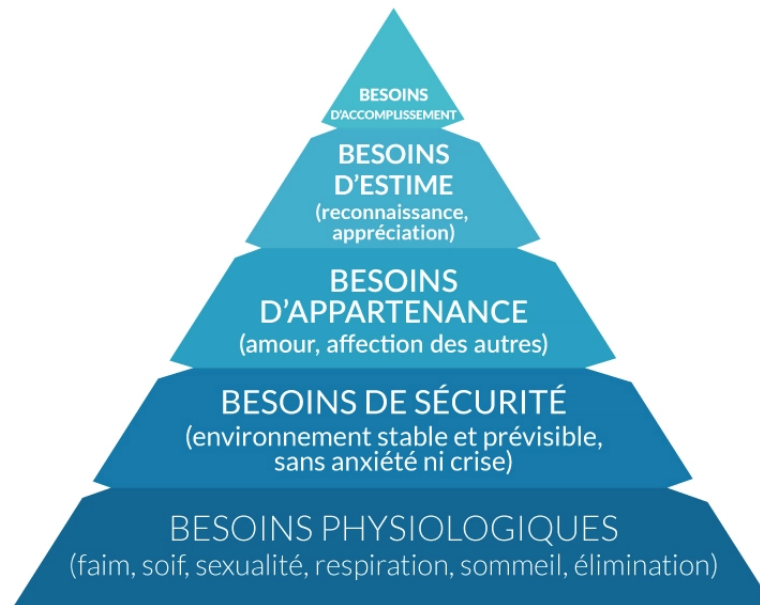 BESOINS
D'ACCOMPLISSEMENT
BESOINS
D'ESTIME
(reconnaissance,
appréciation)
BESOINS
D'APPARTENANCE
(amour, affection des autres)
BESOINS DE SÉCURITÉ
(environnement stable et prévisible,
sans anxiété ni crise)
BESOINS PHYSIOLOGIQUES
(faim, soif, sexualité, respiration, sommeil, élimination)